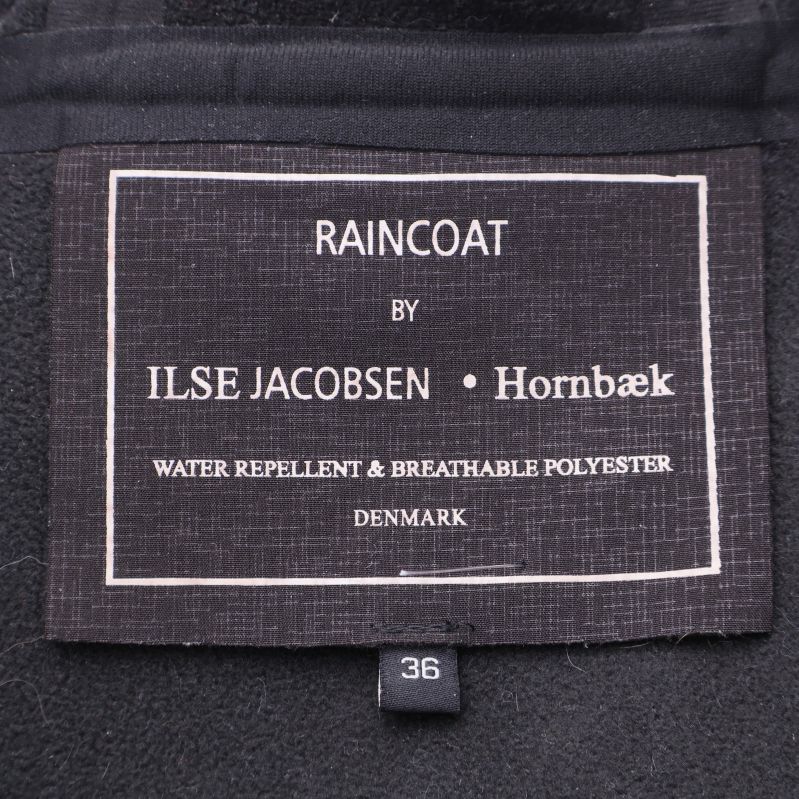 RAINCOAT
BY
ILSE JACOBSEN • Hornbæk
WATER REPELLENT & BREATHABLE POLYESTER
DENMARK
36